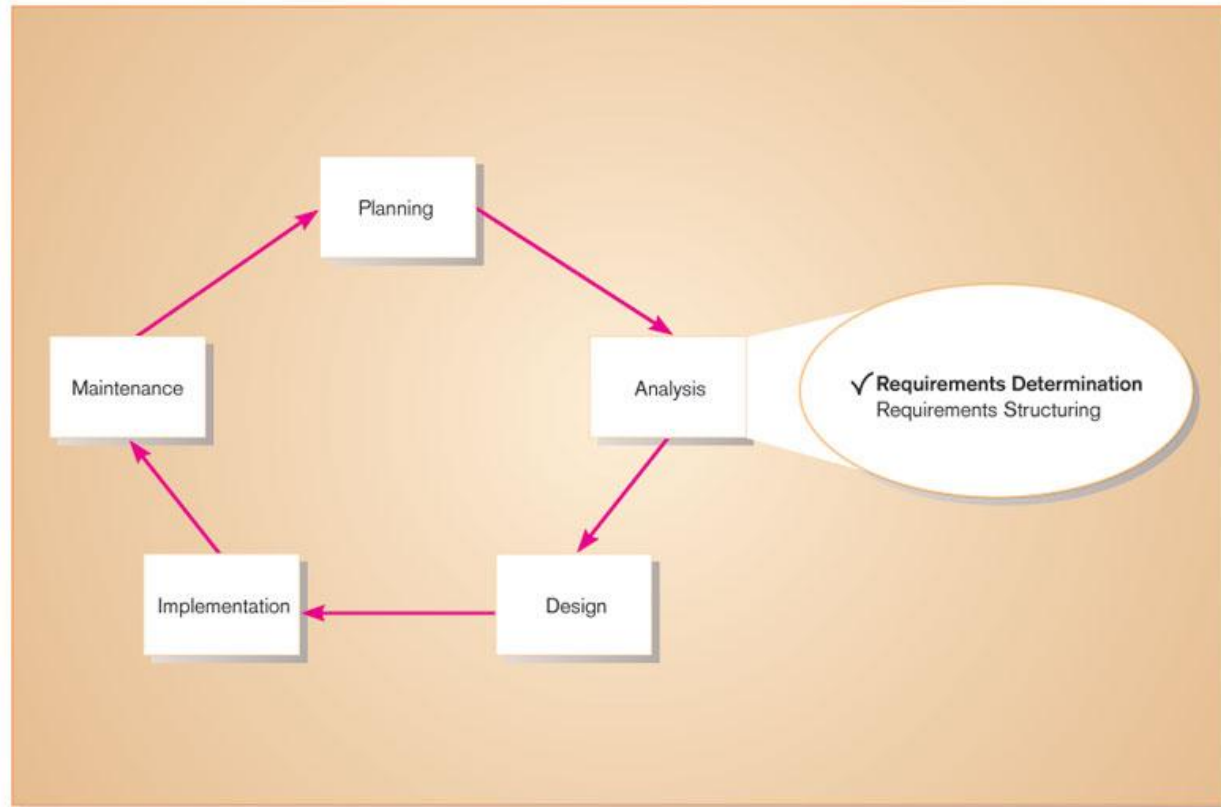 Planning
Maintenance
Analysis
✓ Requirements Determination
Requirements Structuring
Implementation
Design